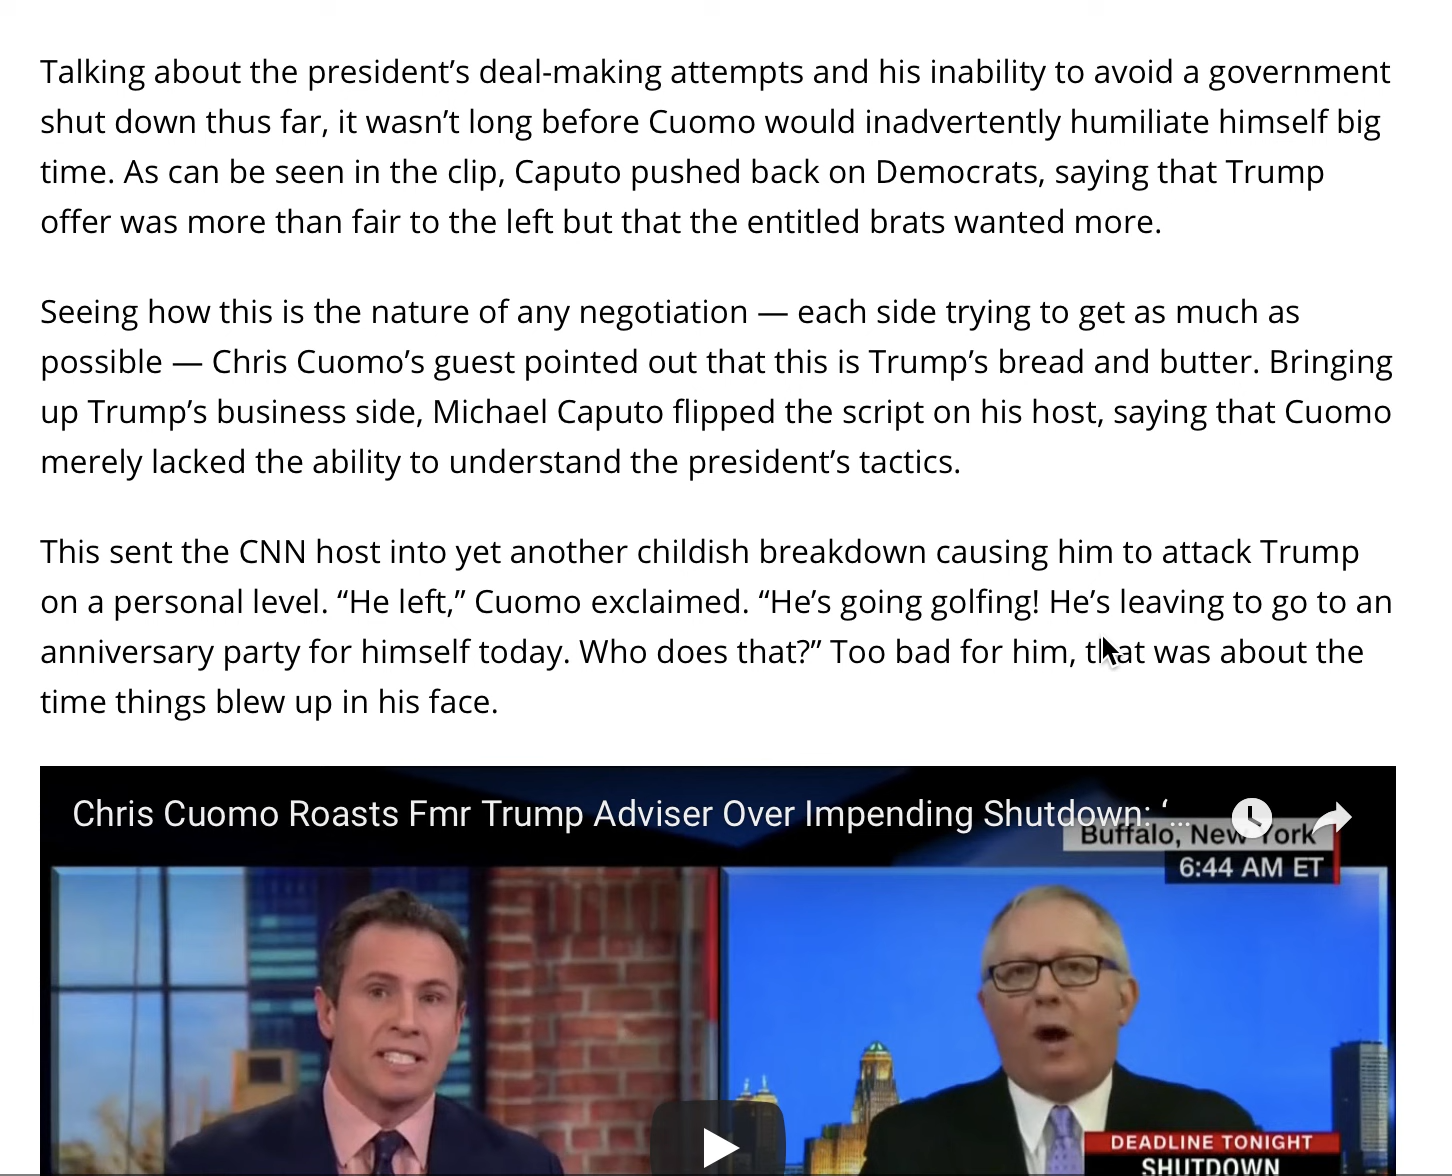 Talking about the president’s deal-making attempts and his inability to avoid a government
shut down thus far, it wasn’t long before Cuomo would inadvertently humiliate himself big
time. As can be seen in the clip, Caputo pushed back on Democrats, saying that Trump
offer was more than fair to the left but that the entitled brats wanted more.
Seeing how this is the nature of any negotiation — each side trying to get as much as
possible — Chris Cuomo’s guest pointed out that this is Trump’s bread and butter. Bringing
up Trump’s business side, Michael Caputo flipped the script on his host, saying that Cuomo
merely lacked the ability to understand the president’s tactics.
This sent the CNN host into yet another childish breakdown causing him to attack Trump
on a personal level. “He left,” Cuomo exclaimed. “He’s going golfing! He’s leaving to go to an
anniversary party for himself today. Who does that?” Too bad for him, that was about the
time things blew up in his face.
Chris Cuomo Roasts Fmr Trump Adviser Over Impending Shutdown: ‘...
Buffalo, New York
6:44 AM ET
DEADLINE TONIGHT
SHUTDOWN